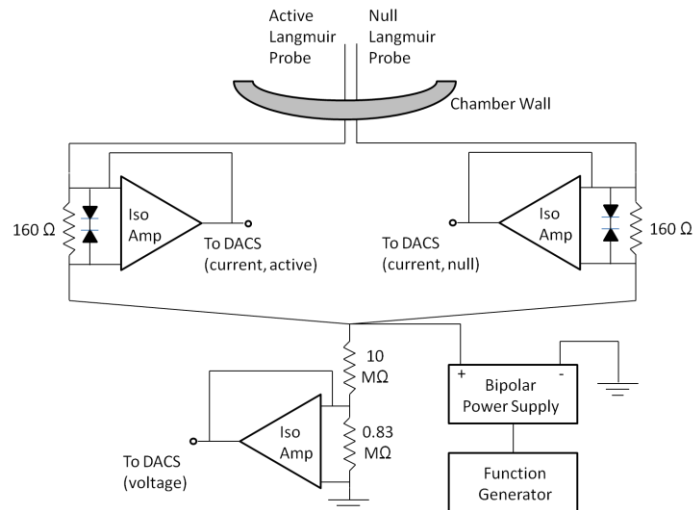 Active
Langmuir
Probe
Null
Langmuir
Probe
Chamber Wall
160 Ω
Iso
Amp
To DACS
(current, active)
To DACS
(current, null)
Iso
Amp
160 Ω
10
MΩ
+
-
Bipolar
Power Supply
Iso
Amp
0.83
MΩ
To DACS
(voltage)
Function
Generator